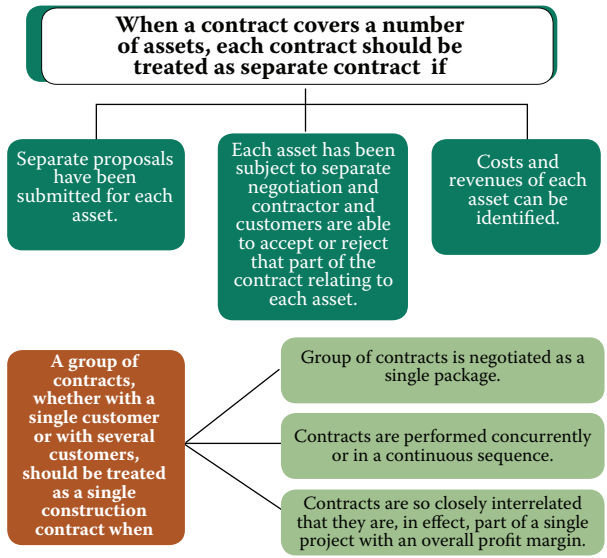 When a contract covers a number
of assets, each contract should be
treated as separate contract if
Separate proposals
have been
submitted for each
asset.
Each asset has been
subject to separate
negotiation and
contractor and
customers are able
to accept or reject
that part of the
contract relating to
each asset.
Costs and
revenues of each
asset can be
identified.
A group of
contracts,
whether with a
single customer
or with several
customers,
should be treated
as a single
construction
contract when
Group of contracts is negotiated as a
single package.
Contracts are performed concurrently
or in a continuous sequence.
Contracts are so closely interrelated
that they are, in effect, part of a single
project with an overall profit margin.